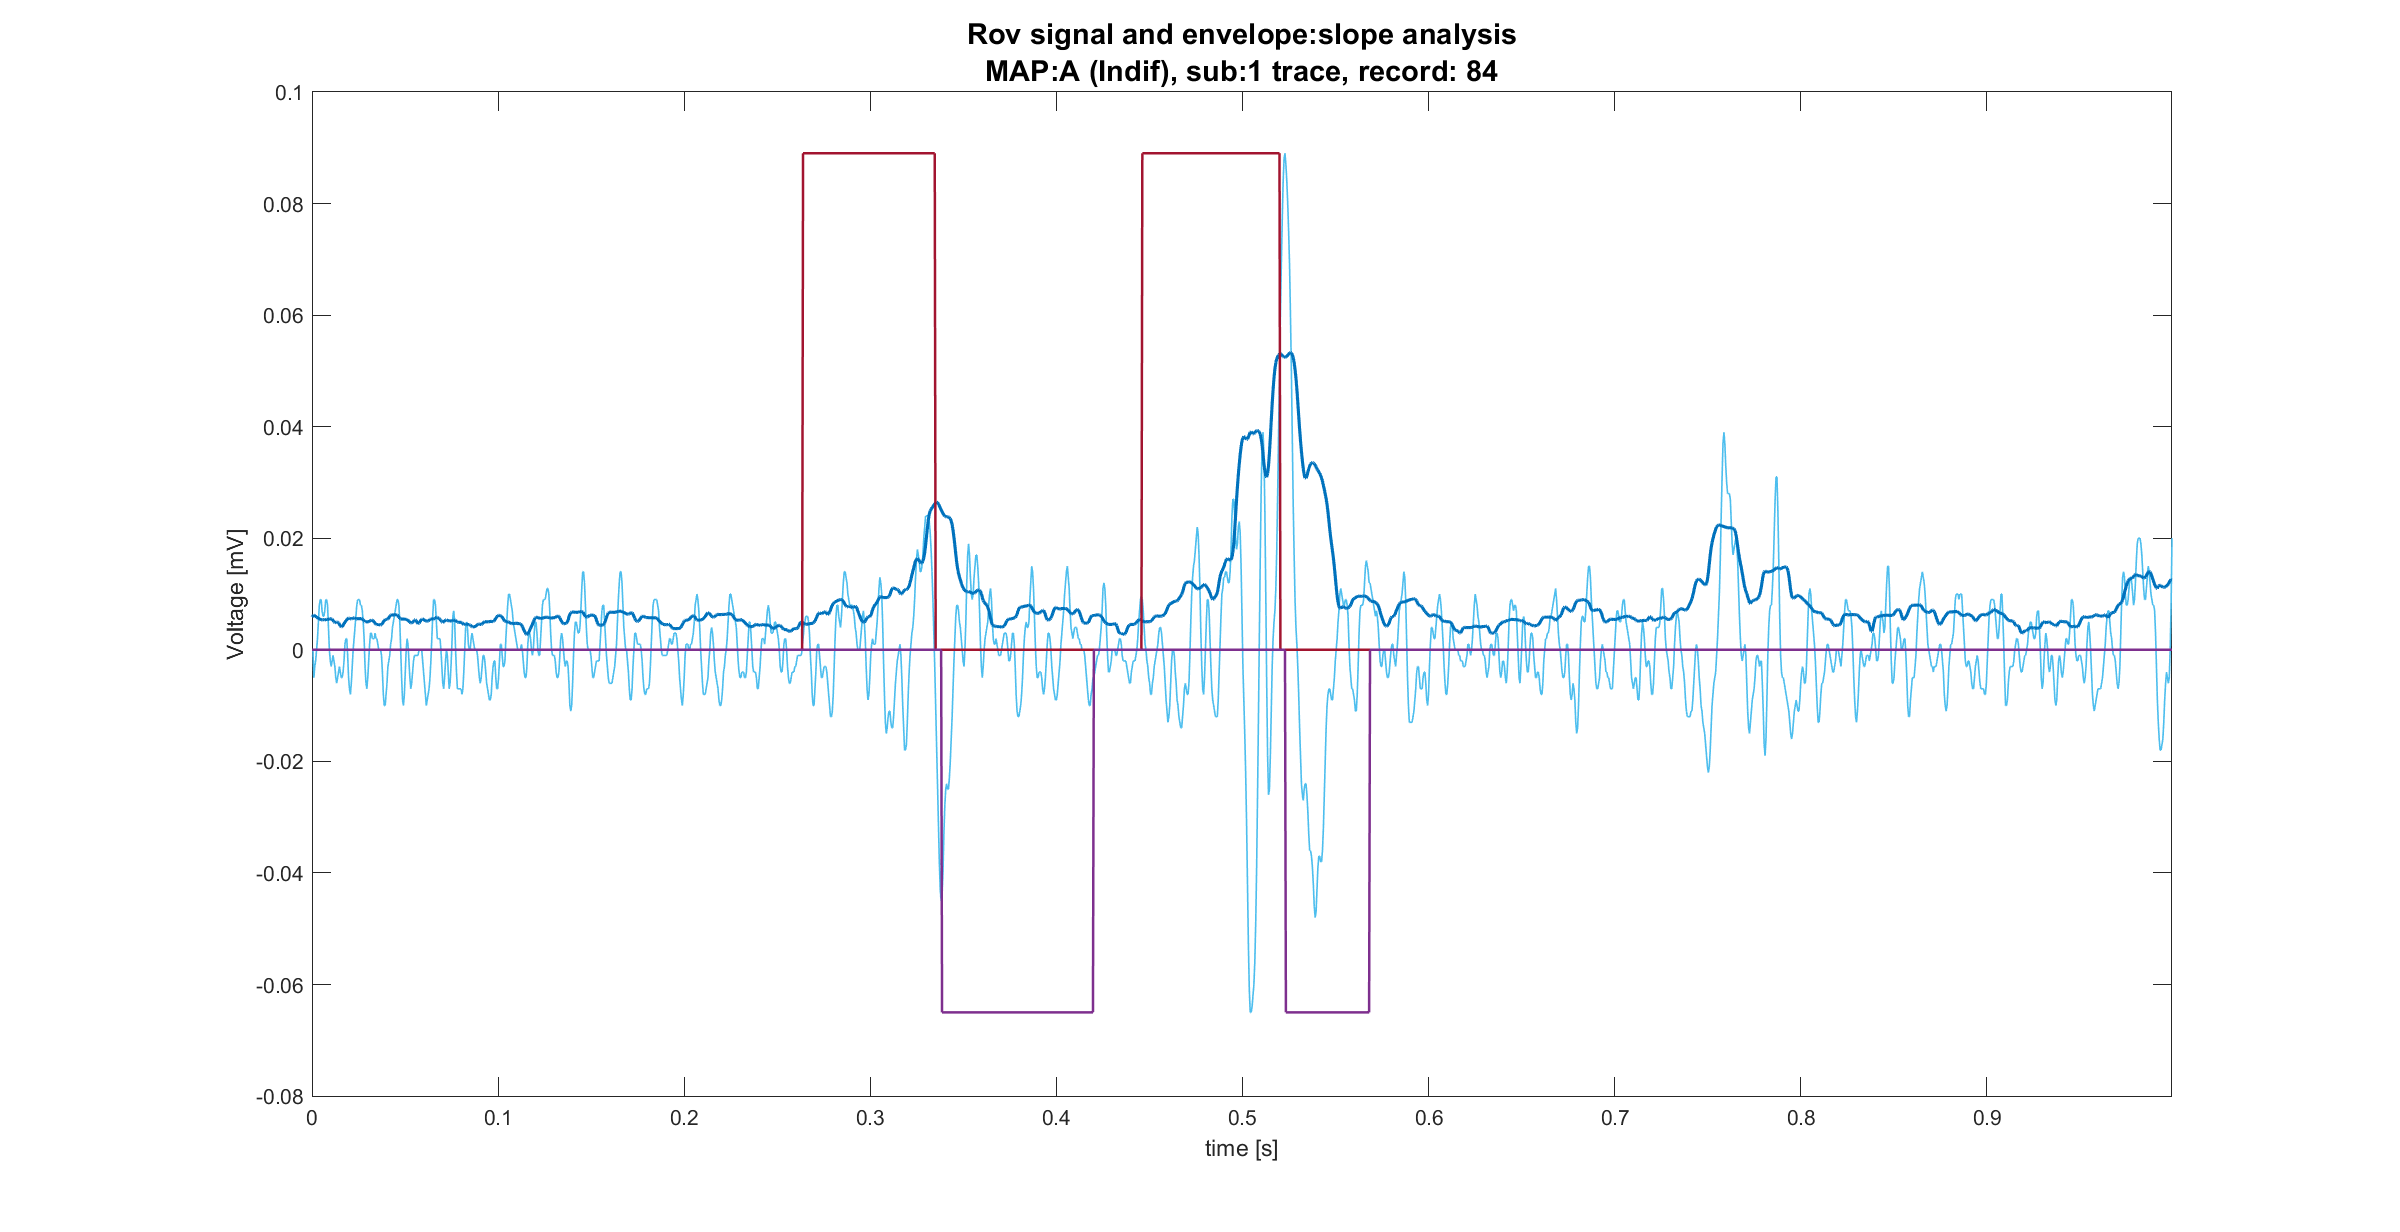 Rov signal and envelope:slope analysis
MAP:A (Indif), sub:1 trace, record: 84
0.1
0.08
0.06
0.04
0.02
0
-0.02
-0.04
-0.06
-0.08
Voltage [mV]
0 0.1 0.2 0.3 0.4 0.5 0.6 0.7 0.8 0.9
time [s]